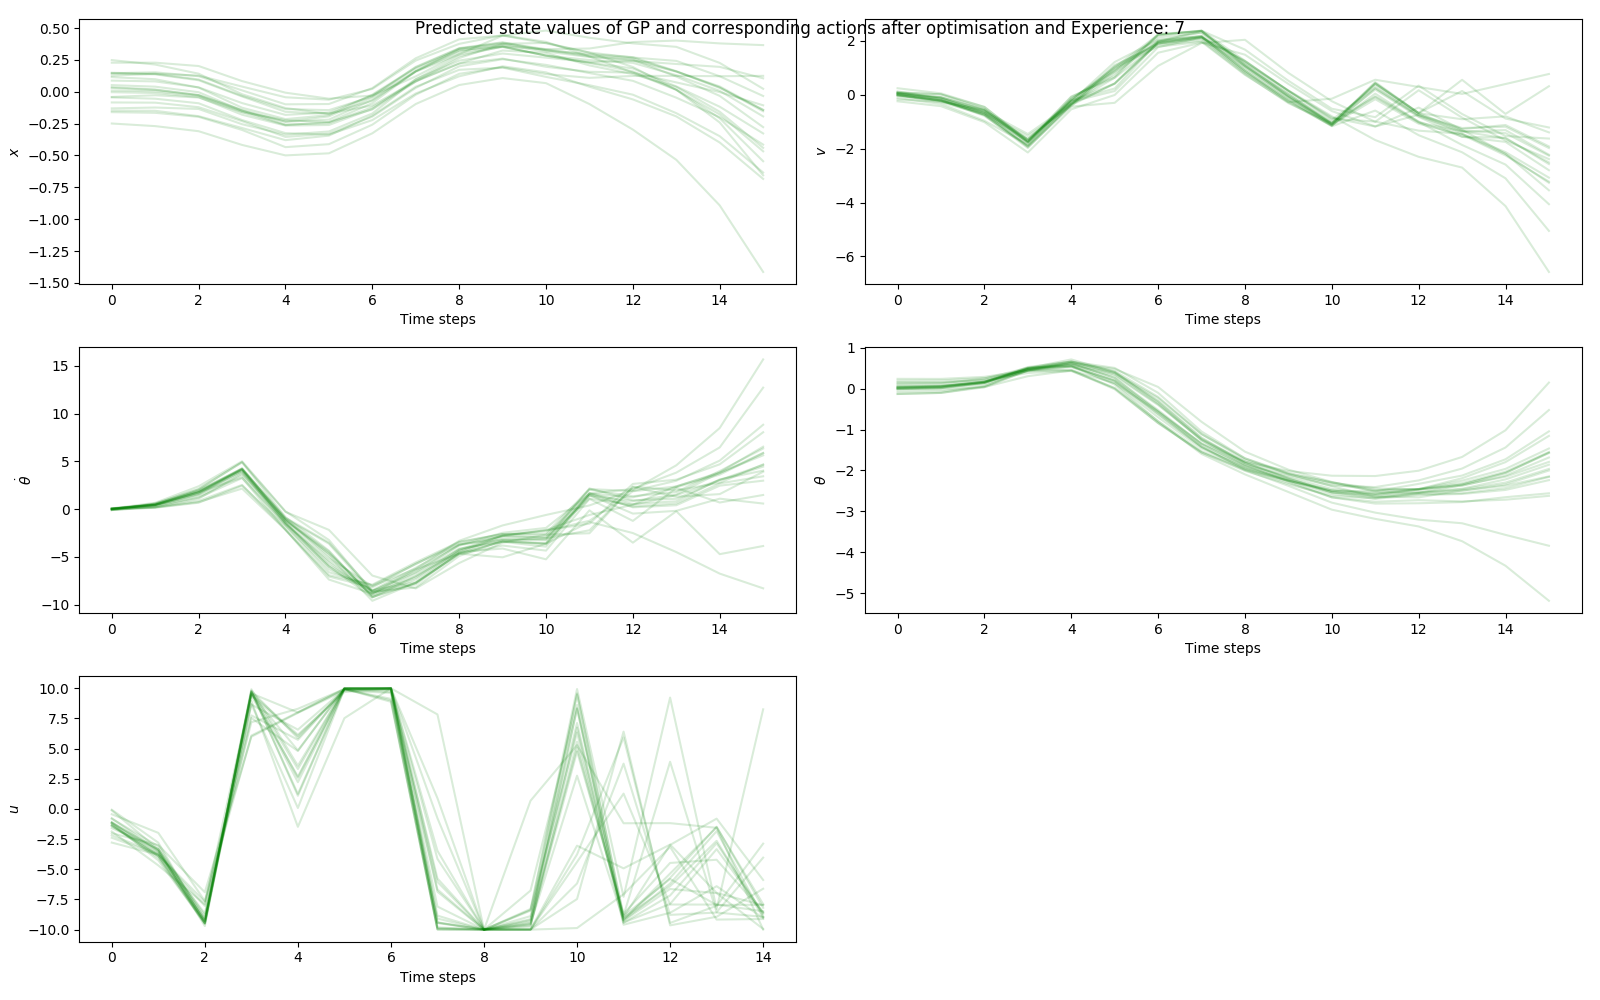 Predicted state values of GP and corresponding actions after optimisation and Experience: 7
0.50
0.25
0.00
−0.25
−0.50
−0.75
−1.00
−1.25
−1.50
x
0 2 4 6 8 10 12 14
Time steps
2
0
−2
−4
−6
v
0 2 4 6 8 10 12 14
Time steps
15
10
5
0
−5
−10
θ̇
0 2 4 6 8 10 12 14
Time steps
1
0
−1
−2
−3
−4
−5
θ
0 2 4 6 8 10 12 14
Time steps
10.0
7.5
5.0
2.5
0.0
−2.5
−5.0
−7.5
−10.0
u
0 2 4 6 8 10 12 14
Time steps